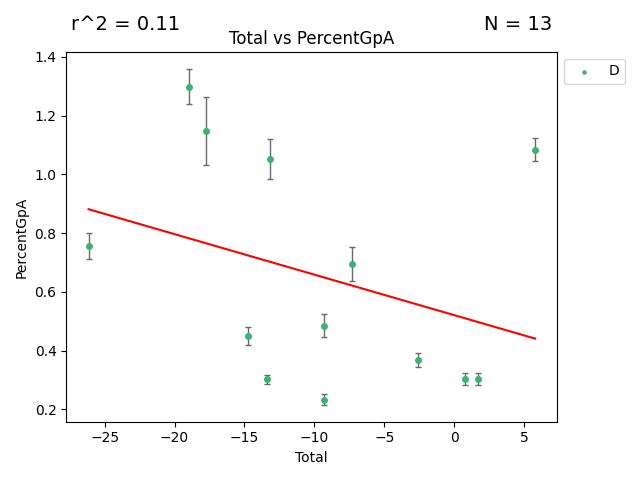 r^2 = 0.11
N = 13
Total vs PercentGpA
D
PercentGpA
1.4
1.2
1.0
0.8
0.6
0.4
0.2
−25
−20
−15
−10
−5
0
5
Total